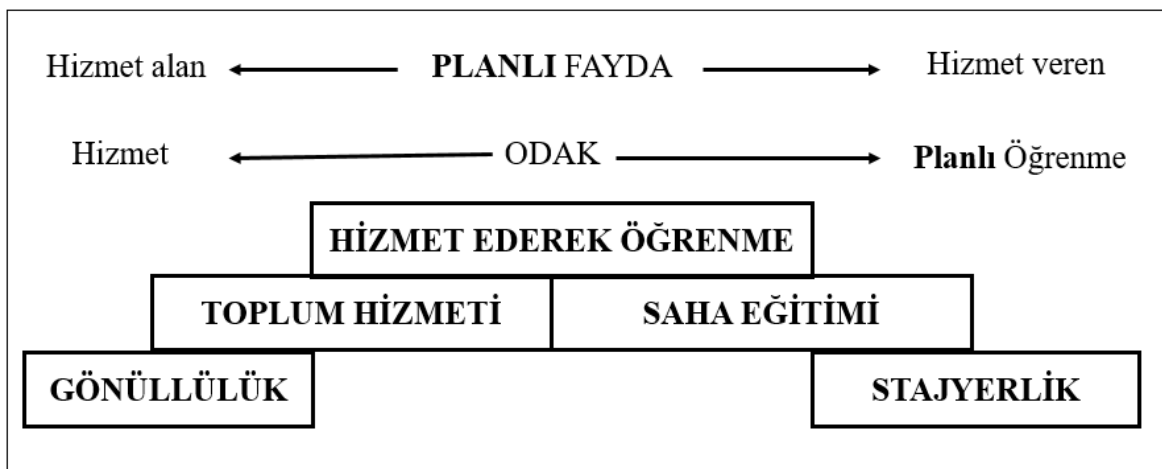 Hizmet alan PLANLI FAYDA Hizmet veren
Hizmet ODAK Planlı Öğrenme
HİZMET EDEREK ÖĞRENME
TOPLUM HİZMETİ SAHA EĞİTİMİ
GÖNÜLLÜLÜK STAJYERLİK